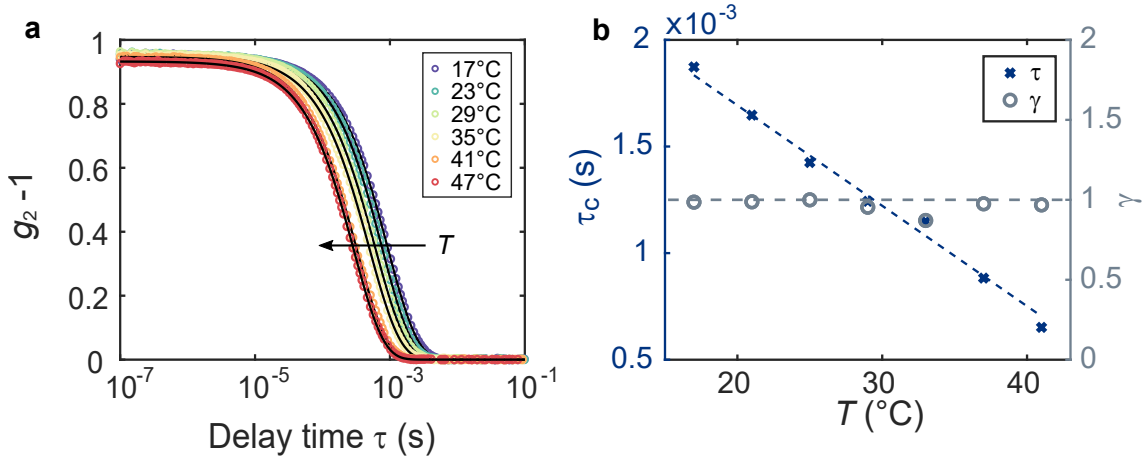 a
g₂ -1
1
0.8
0.6
0.4
0.2
0
10⁻⁷
10⁻⁵
10⁻³
10⁻¹
Delay time τ (s)
17°C
23°C
29°C
35°C
41°C
47°C
T
b
×10⁻³
τ_C (s)
2
1.5
1
0.5
20
30
40
T (°C)
τ
γ
2
1.5
1
0.5
0
γ